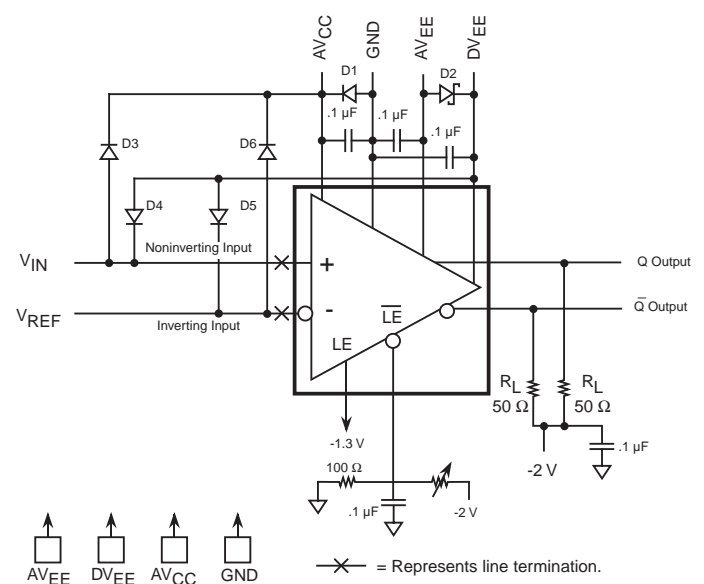 AVCC
GND
AVEE
DVEE
D1
D2
.1 µF
.1 µF
.1 µF
D3
D6
D4
D5
VIN
Noninverting Input
+
Q Output
VREF
Inverting Input
-
LE
Q Output
LE
RL
50 Ω
RL
50 Ω
-1.3 V
-2 V
.1 µF
100 Ω
.1 µF
-2 V
AVEE
DVEE
AVCC
GND
= Represents line termination.